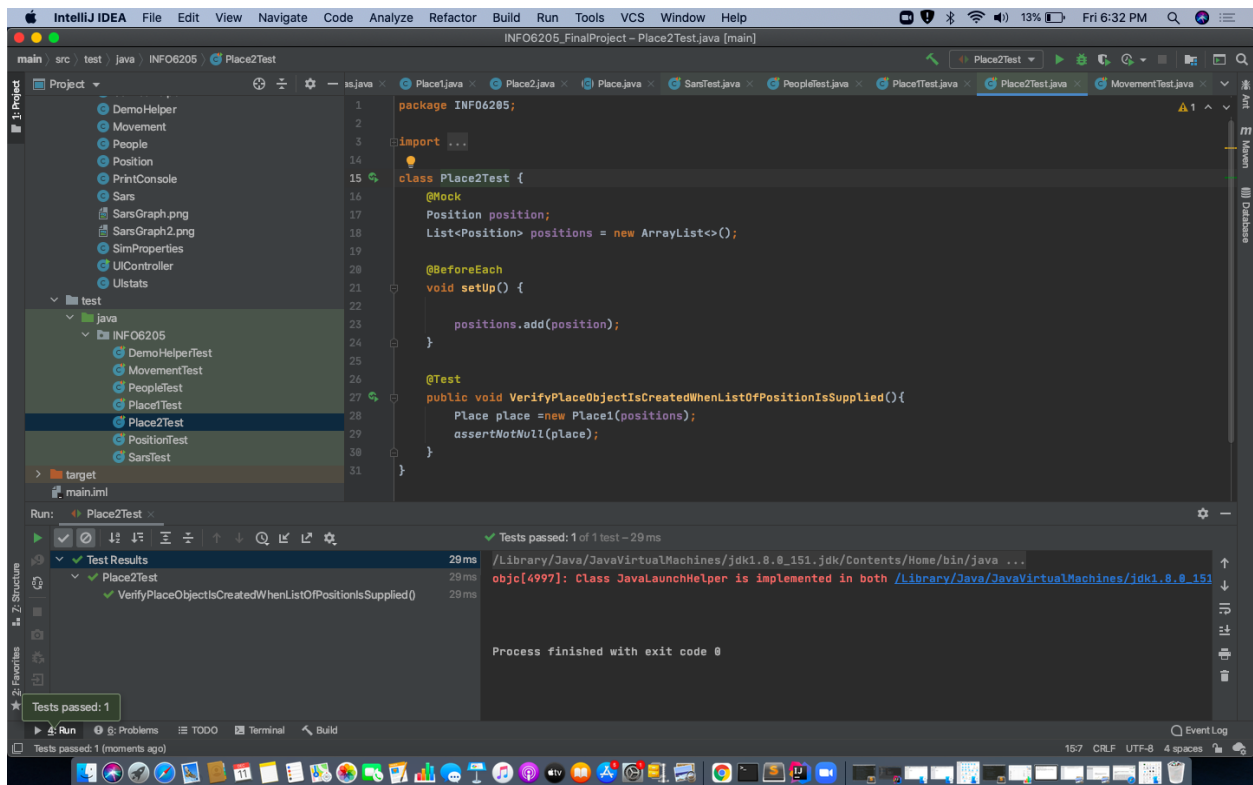 IntelliJ IDEA File Edit View Navigate Code Analyze Refactor Build Run Tools VCS Window Help 13% Fri 6:32 PM
INFO6205_FinalProject – Place2Test.java [main]
main src test java INFO6205 Place2Test Place2Test
1: Project
Project
Place1.java Place2.java Place.java SarsTest.java PeopleTest.java Place1Test.java Place2Test.java MovementTest.java
Ant
Maven
Database
DemoHelper
Movement
People
Position
PrintConsole
Sars
SarsGraph.png
SarsGraph2.png
SimProperties
UIController
UIstats
test
java
INFO6205
DemoHelperTest
MovementTest
PeopleTest
Place1Test
Place2Test
PositionTest
SarsTest
target
main.iml
1 package INFO6205; 1
2
3 import ...
14
15 class Place2Test {
16 @Mock
17 Position position;
18 List<Position> positions = new ArrayList<>();
19
20 @BeforeEach
21 void setUp() {
22
23 positions.add(position);
24 }
25
26 @Test
27 public void VerifyPlaceObjectIsCreatedWhenListOfPositionIsSupplied(){
28 Place place =new Place1(positions);
29 assertNotNull(place);
30 }
31 }
Run: Place2Test
Tests passed: 1 of 1 test – 29 ms
Test Results 29 ms
Place2Test 29 ms
VerifyPlaceObjectIsCreatedWhenListOfPositionIsSupplied() 29 ms
/Library/Java/JavaVirtualMachines/jdk1.8.0_151.jdk/Contents/Home/bin/java ...
objc[4997]: Class JavaLaunchHelper is implemented in both /Library/Java/JavaVirtualMachines/jdk1.8.0_151
Process finished with exit code 0
Z: Structure
2: Favorites
Tests passed: 1
4: Run 6: Problems TODO Terminal Build Event Log
Tests passed: 1 (moments ago) 15:7 CRLF UTF-8 4 spaces